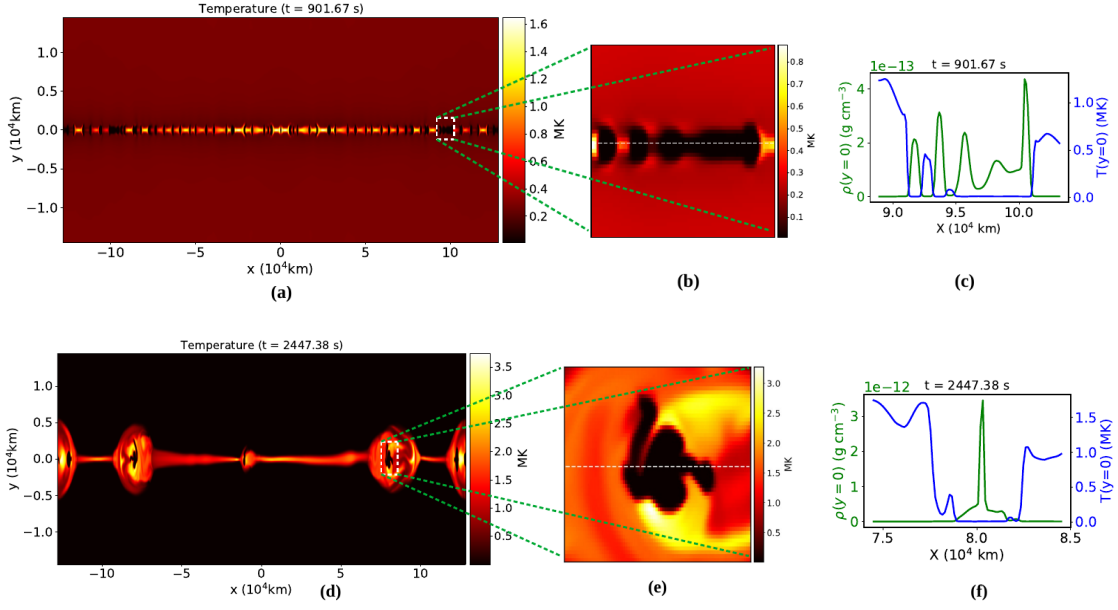 Temperature (t = 901.67 s)
y (10⁴km)
1.0
0.5
0.0
−0.5
−1.0
−10
−5
0
5
10
x (10⁴km)
1.6
1.4
1.2
1.0
0.8
0.6
0.4
0.2
MK
(a)
0.8
0.7
0.6
0.5
0.4
0.3
0.2
0.1
MK
(b)
1e−13
t = 901.67 s
ρ(y = 0) (g cm⁻³)
4
2
0
9.0
9.5
10.0
X (10⁴ km)
1.0
0.5
0.0
T(y=0) (MK)
(c)
Temperature (t = 2447.38 s)
y (10⁴km)
1.0
0.5
0.0
−0.5
−1.0
−10
−5
0
5
10
x (10⁴km)
3.5
3.0
2.5
2.0
1.5
1.0
0.5
MK
(d)
3.0
2.5
2.0
1.5
1.0
0.5
MK
(e)
1e−12
t = 2447.38 s
ρ(y = 0) (g cm⁻³)
3
2
1
0
7.5
8.0
8.5
X (10⁴ km)
1.5
1.0
0.5
0.0
T(y=0) (MK)
(f)